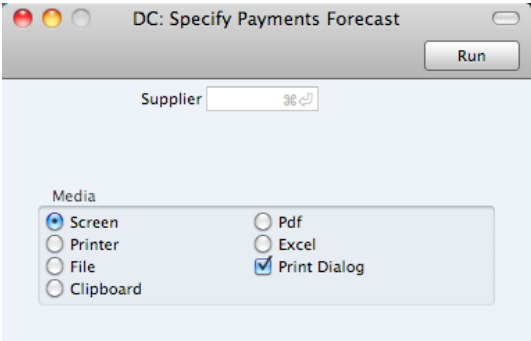 DC: Specify Payments Forecast
Run
Supplier ⌘⏎
Media
Screen Pdf
Printer Excel
File Print Dialog
Clipboard